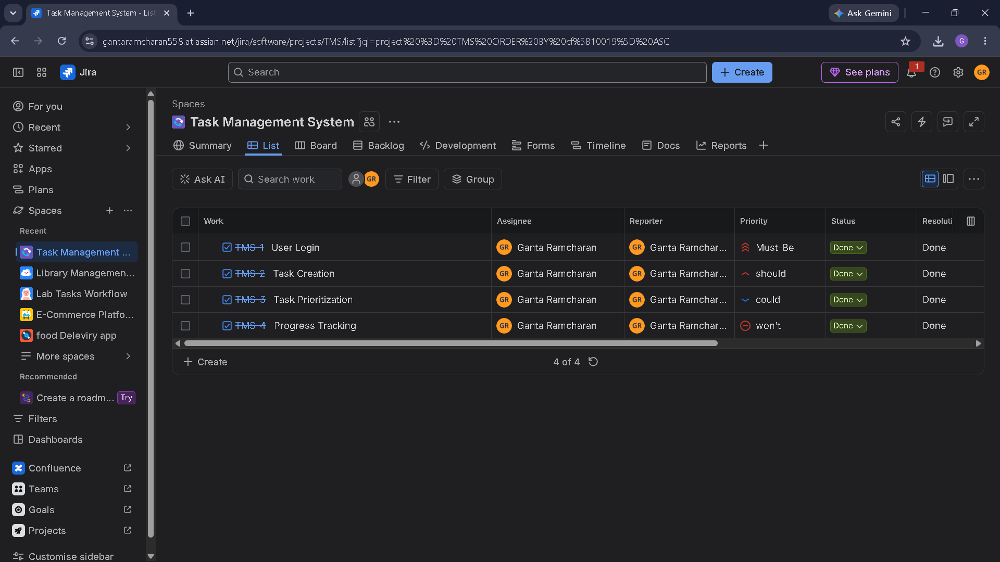 Task Management System - List
Ask Gemini
gantaramcharan558.atlassian.net/jira/software/projects/TMS/list?jql=project%20%3D%20TMS%20ORDER%20BY%20cf%5B10019%5D%20ASC
G
Jira
Search
Create
See plans
1
GR
For you
Recent
Starred
Apps
Plans
Spaces
Recent
Task Management ...
Library Managemen...
Lab Tasks Workflow
E-Commerce Platfo...
food Deleviry app
More spaces
Recommended
Create a roadm... Try
Filters
Dashboards
Confluence
Teams
Goals
Projects
Customise sidebar
Spaces
Task Management System
Summary List Board Backlog Development Forms Timeline Docs Reports
Ask AI Search work GR Filter Group
Work Assignee Reporter Priority Status Resoluti
TMS-1 User Login GR Ganta Ramcharan GR Ganta Ramchar... Must-Be Done Done
TMS-2 Task Creation GR Ganta Ramcharan GR Ganta Ramchar... should Done Done
TMS-3 Task Prioritization GR Ganta Ramcharan GR Ganta Ramchar... could Done Done
TMS-4 Progress Tracking GR Ganta Ramcharan GR Ganta Ramchar... won't Done Done
Create 4 of 4